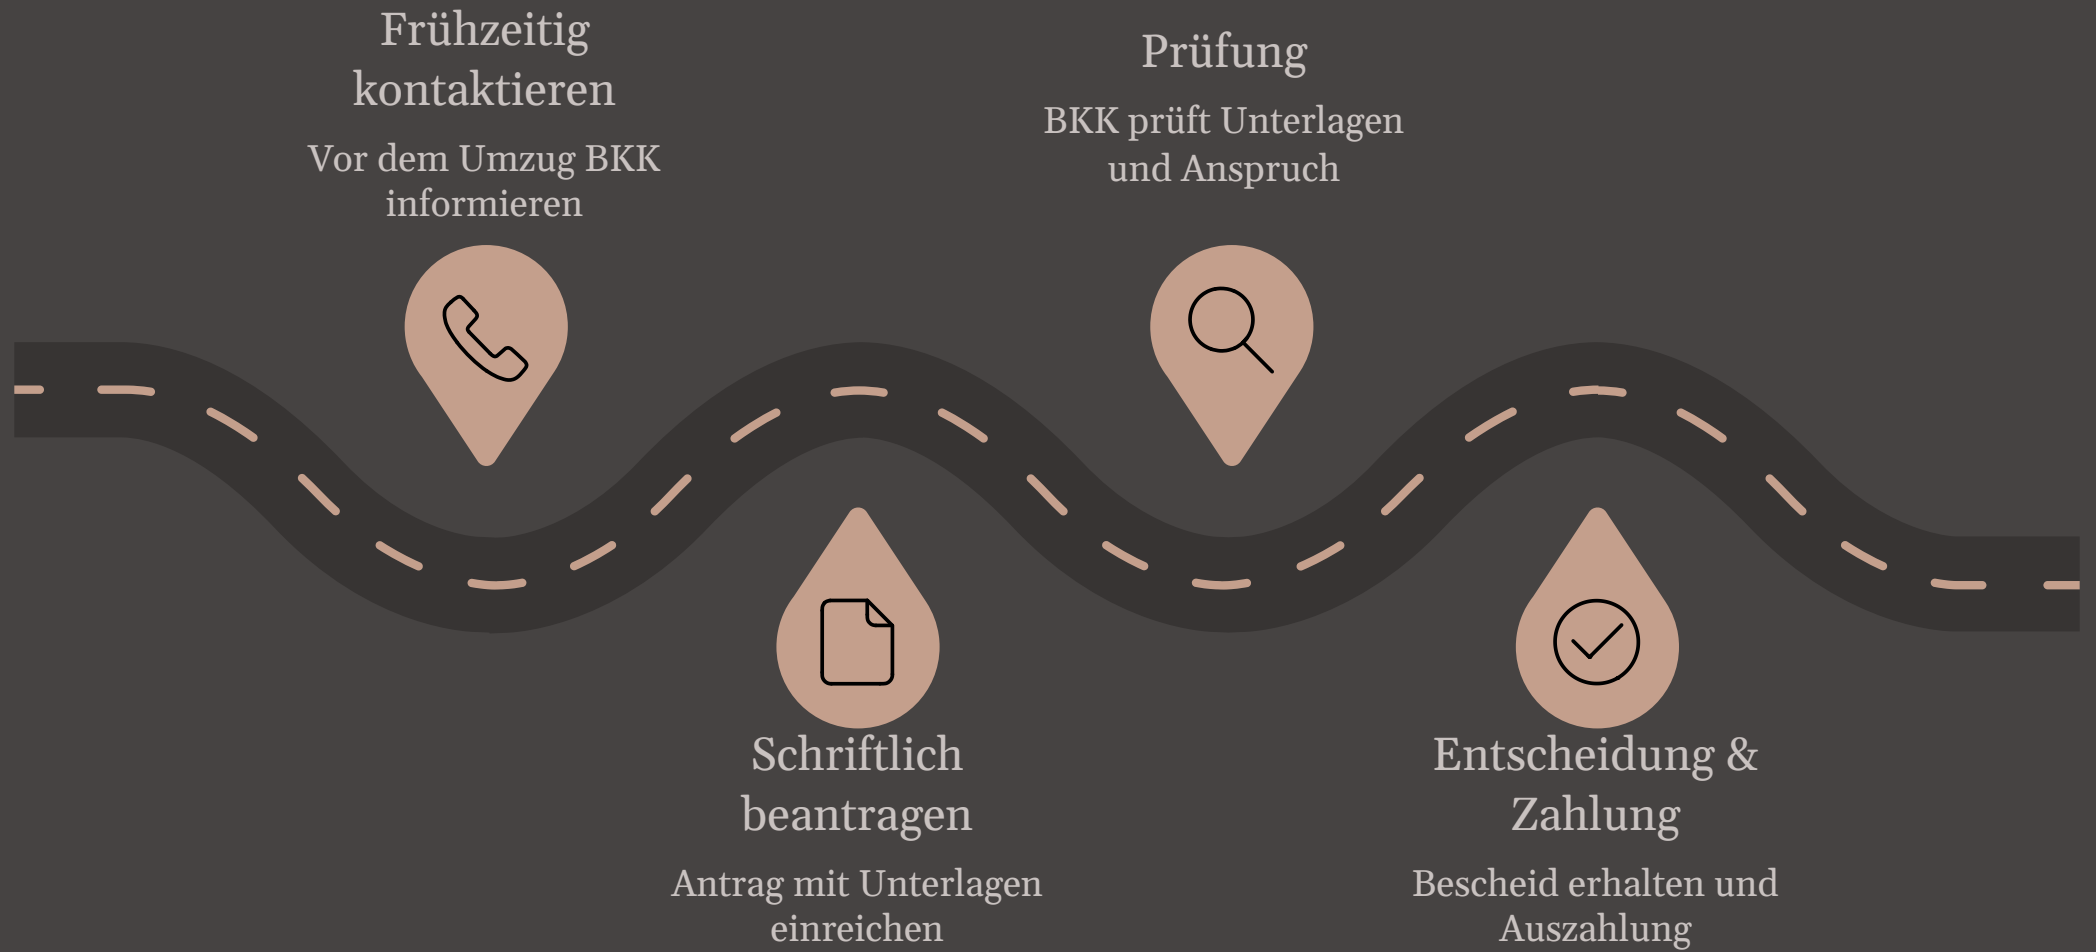 Frühzeitig
kontaktieren
Vor dem Umzug BKK
informieren
Schriftlich
beantragen
Antrag mit Unterlagen
einreichen
Prüfung
BKK prüft Unterlagen
und Anspruch
Entscheidung &
Zahlung
Bescheid erhalten und
Auszahlung